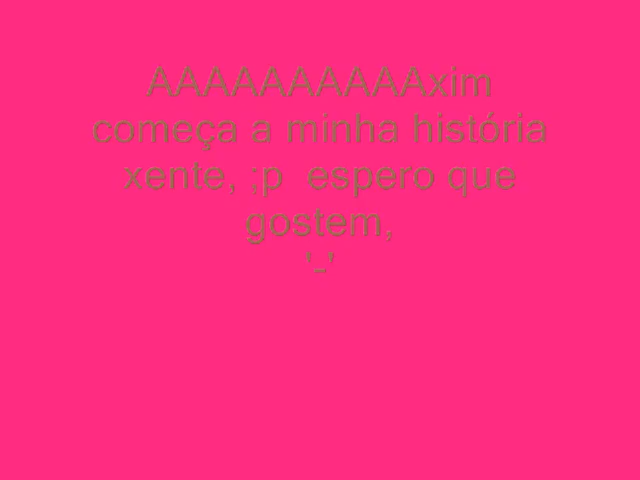 AAAAAAAAAAxim
começa a minha história
xente, ;p  espero que
gostem,
'-'